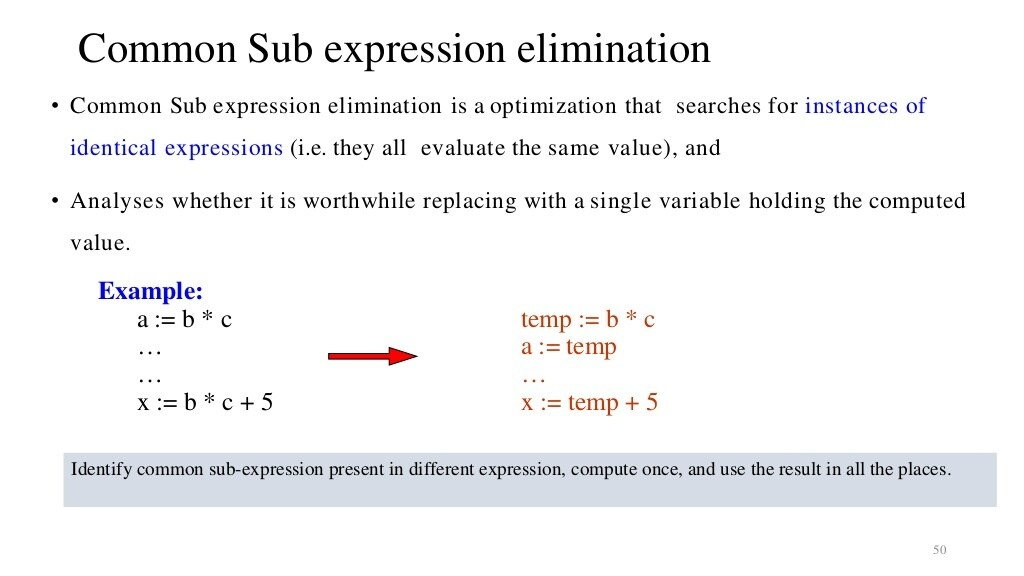 Common Sub expression elimination
• Common Sub expression elimination is a optimization that searches for instances of
identical expressions (i.e. they all evaluate the same value), and
• Analyses whether it is worthwhile replacing with a single variable holding the computed
value.
Example:
a := b * c
…
…
x := b * c + 5
temp := b * c
a := temp
…
x := temp + 5
Identify common sub-expression present in different expression, compute once, and use the result in all the places.
50